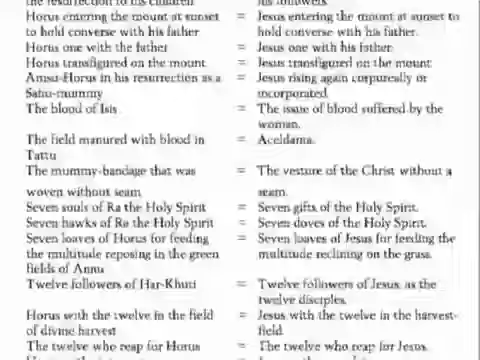 the resurrection to his children
his followers.
Horus entering the mount at sunset = Jesus entering the mount at sunset to
to hold converse with his father hold converse with his father.
Horus one with the father = Jesus one with his father
Horus transfigured on the mount = Jesus transfigured on the mount
Amsu-Horus in his resurrection as a = Jesus rising again corporeally or
Sahu-mummy incorporated.
The blood of Isis = The issue of blood suffered by the
woman.
The field manured with blood in = Aceldama.
Tattu
The mummy-bandage that was = The vesture of the Christ without a
woven without seam seam.
Seven souls of Ra the Holy Spirit = Seven gifts of the Holy Spirit.
Seven hawks of Ra the Holy Spirit = Seven doves of the Holy Spirit.
Seven loaves of Horus for feeding = Seven loaves of Jesus for feeding the
the multitude reposing in the green multitude reclining on the grass.
fields of Annu
Twelve followers of Har-Khuti = Twelve followers of Jesus, as the
twelve disciples.
Horus with the twelve in the field = Jesus with the twelve in the harvest-
of divine harvest field.
The twelve who reap for Horus = The twelve who reap for Jesus.